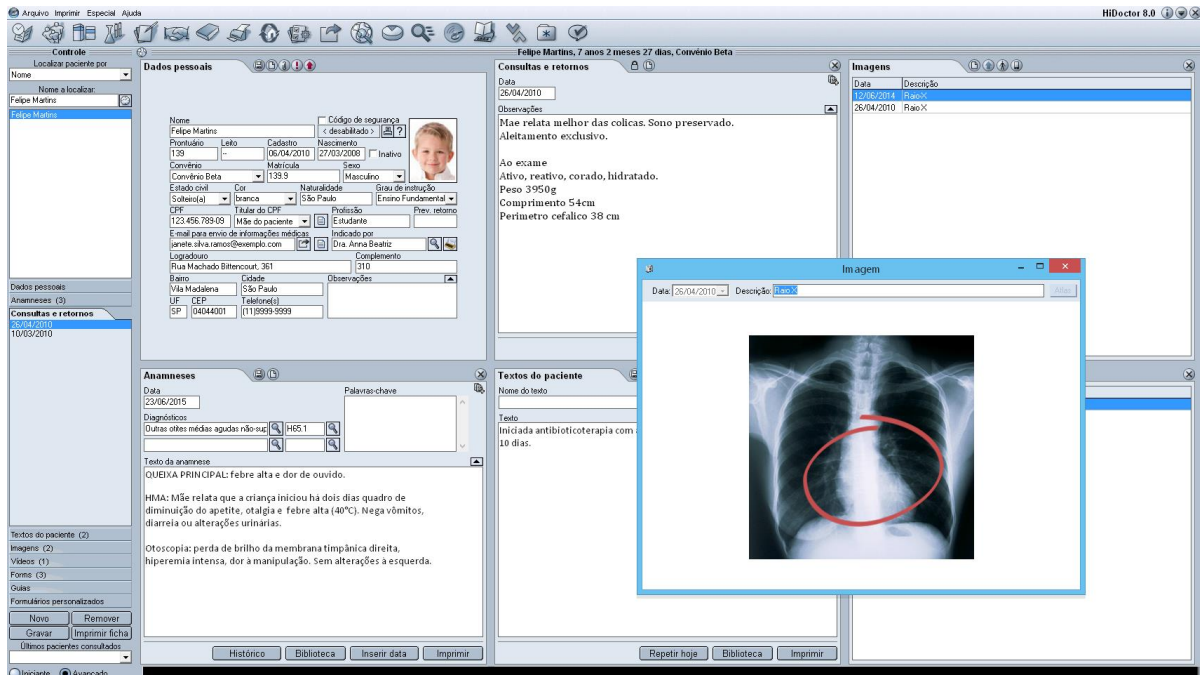 Arquivo Imprimir Especial Ajuda
HiDoctor 8.0
Controle
Felipe Martins, 7 anos 2 meses 27 dias, Convênio Beta
Localizar paciente por
Nome
Nome a localizar:
Felipe Martins
Felipe Martins
Dados pessoais
Anamneses (3)
Consultas e retornos
26/04/2010
10/03/2010
Textos do paciente (2)
Imagens (2)
Vídeos (1)
Forms (3)
Guias
Formulários personalizados
Novo Remover
Gravar Imprimir ficha
Últimos pacientes consultados
Iniciante Avançado
Dados pessoais
Nome Código de segurança
Felipe Martins < desabilitado > ?
Prontuário Leito Cadastro Nascimento
139 -- 06/04/2010 27/03/2008 Inativo
Convênio Matrícula Sexo
Convênio Beta 139.9 Masculino
Estado civil Cor Naturalidade Grau de instrução
Solteiro(a) branca São Paulo Ensino Fundamental
CPF Titular do CPF Profissão Prev. retorno
123.456.789-09 Mãe do paciente Estudante
E-mail para envio de informações médicas Indicado por
janete.silva.ramos@exemplo.com Dra. Anna Beatriz
Logradouro Complemento
Rua Machado Bittencourt, 361 310
Bairro Cidade Observações
Vila Madalena São Paulo
UF CEP Telefone(s)
SP 04044001 (11)9999-9999
Consultas e retornos
Data
26/04/2010
Observações
Mae relata melhor das colicas. Sono preservado.
Aleitamento exclusivo.
Ao exame
Ativo, reativo, corado, hidratado.
Peso 3950g
Comprimento 54cm
Perimetro cefalico 38 cm
Imagens
Data Descrição
12/06/2014 Raio-X
26/04/2010 Raio X
Imagem
Data: 26/04/2010 Descrição: Raio X
Anamneses
Data Palavras-chave
23/06/2015
Diagnósticos
Outras otites médias agudas não-sup H65.1
Texto da anamnese
QUEIXA PRINCIPAL: febre alta e dor de ouvido.
HMA: Mãe relata que a criança iniciou há dois dias quadro de
diminuição do apetite, otalgia e febre alta (40°C). Nega vômitos,
diarreia ou alterações urinárias.
Otoscopia: perda de brilho da membrana timpânica direita,
hiperemia intensa, dor à manipulação. Sem alterações à esquerda.
Histórico Biblioteca Inserir data Imprimir
Textos do paciente
Nome do texto
Texto
Iniciada antibioticoterapia com
10 dias.
Repetir hoje Biblioteca Imprimir